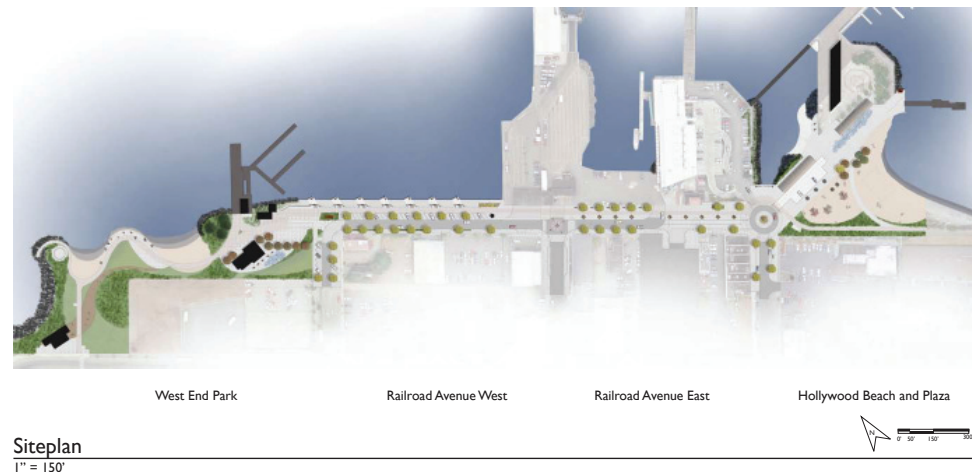 West End Park
Railroad Avenue West
Railroad Avenue East
Hollywood Beach and Plaza
N
0' 50' 150' 300'
Siteplan
1" = 150'